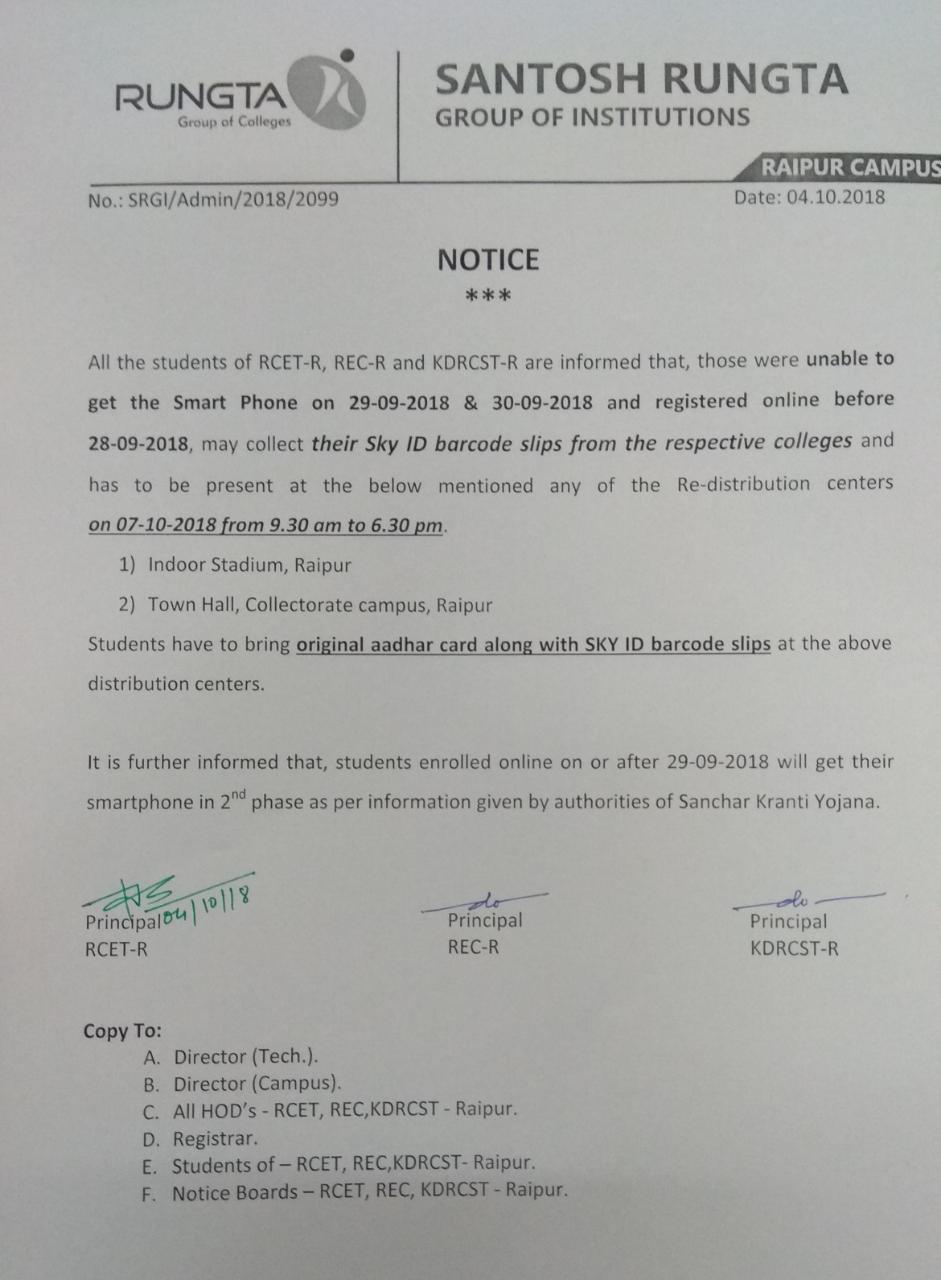 RUNGTA
Group of Colleges
SANTOSH RUNGTA
GROUP OF INSTITUTIONS
RAIPUR CAMPUS
No.: SRGI/Admin/2018/2099
Date: 04.10.2018
NOTICE
***
All the students of RCET-R, REC-R and KDRCST-R are informed that, those were unable to
get the Smart Phone on 29-09-2018 & 30-09-2018 and registered online before
28-09-2018, may collect their Sky ID barcode slips from the respective colleges and
has to be present at the below mentioned any of the Re-distribution centers
on 07-10-2018 from 9.30 am to 6.30 pm.
1) Indoor Stadium, Raipur
2) Town Hall, Collectorate campus, Raipur
Students have to bring original aadhar card along with SKY ID barcode slips at the above
distribution centers.
It is further informed that, students enrolled online on or after 29-09-2018 will get their
smartphone in 2nd phase as per information given by authorities of Sanchar Kranti Yojana.
04/10/18
do
do
Principal
Principal
Principal
RCET-R
REC-R
KDRCST-R
Copy To:
A. Director (Tech.).
B. Director (Campus).
C. All HOD's - RCET, REC,KDRCST - Raipur.
D. Registrar.
E. Students of – RCET, REC,KDRCST- Raipur.
F. Notice Boards – RCET, REC, KDRCST - Raipur.